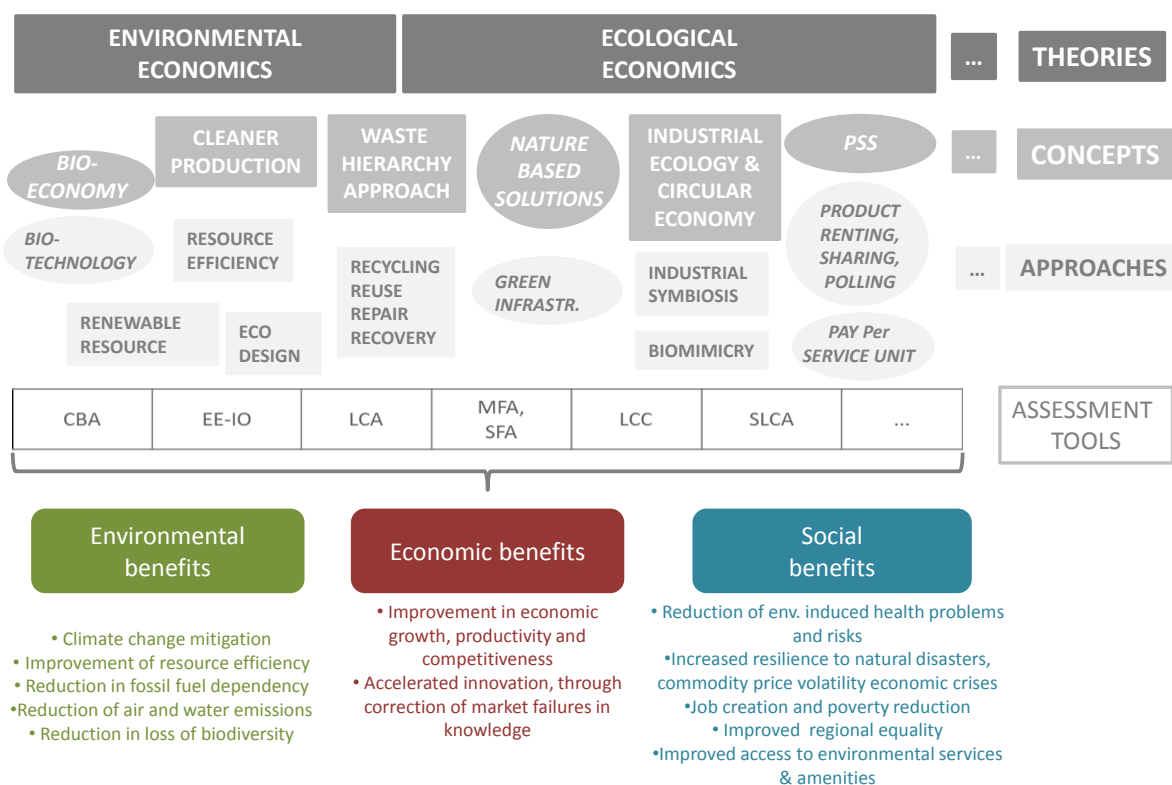 ENVIRONMENTAL
ECONOMICS
ECOLOGICAL
ECONOMICS
...
THEORIES
BIO-
ECONOMY
CLEANER
PRODUCTION
WASTE
HIERARCHY
APPROACH
NATURE
BASED
SOLUTIONS
INDUSTRIAL
ECOLOGY &
CIRCULAR
ECONOMY
PSS
...
CONCEPTS
BIO-
TECHNOLOGY
RESOURCE
EFFICIENCY
RENEWABLE
RESOURCE
ECO
DESIGN
RECYCLING
REUSE
REPAIR
RECOVERY
GREEN
INFRASTR.
INDUSTRIAL
SYMBIOSIS
BIOMIMICRY
PRODUCT
RENTING,
SHARING,
POLLING
PAY Per
SERVICE UNIT
...
APPROACHES
CBA
EE-IO
LCA
MFA,
SFA
LCC
SLCA
...
ASSESSMENT
TOOLS
Environmental
benefits
• Climate change mitigation
• Improvement of resource efficiency
• Reduction in fossil fuel dependency
•Reduction of air and water emissions
• Reduction in loss of biodiversity
Economic benefits
• Improvement in economic
growth, productivity and
competitiveness
• Accelerated innovation, through
correction of market failures in
knowledge
Social
benefits
• Reduction of env. induced health problems
and risks
•Increased resilience to natural disasters,
commodity price volatility economic crises
•Job creation and poverty reduction
• Improved regional equality
•Improved access to environmental services
& amenities